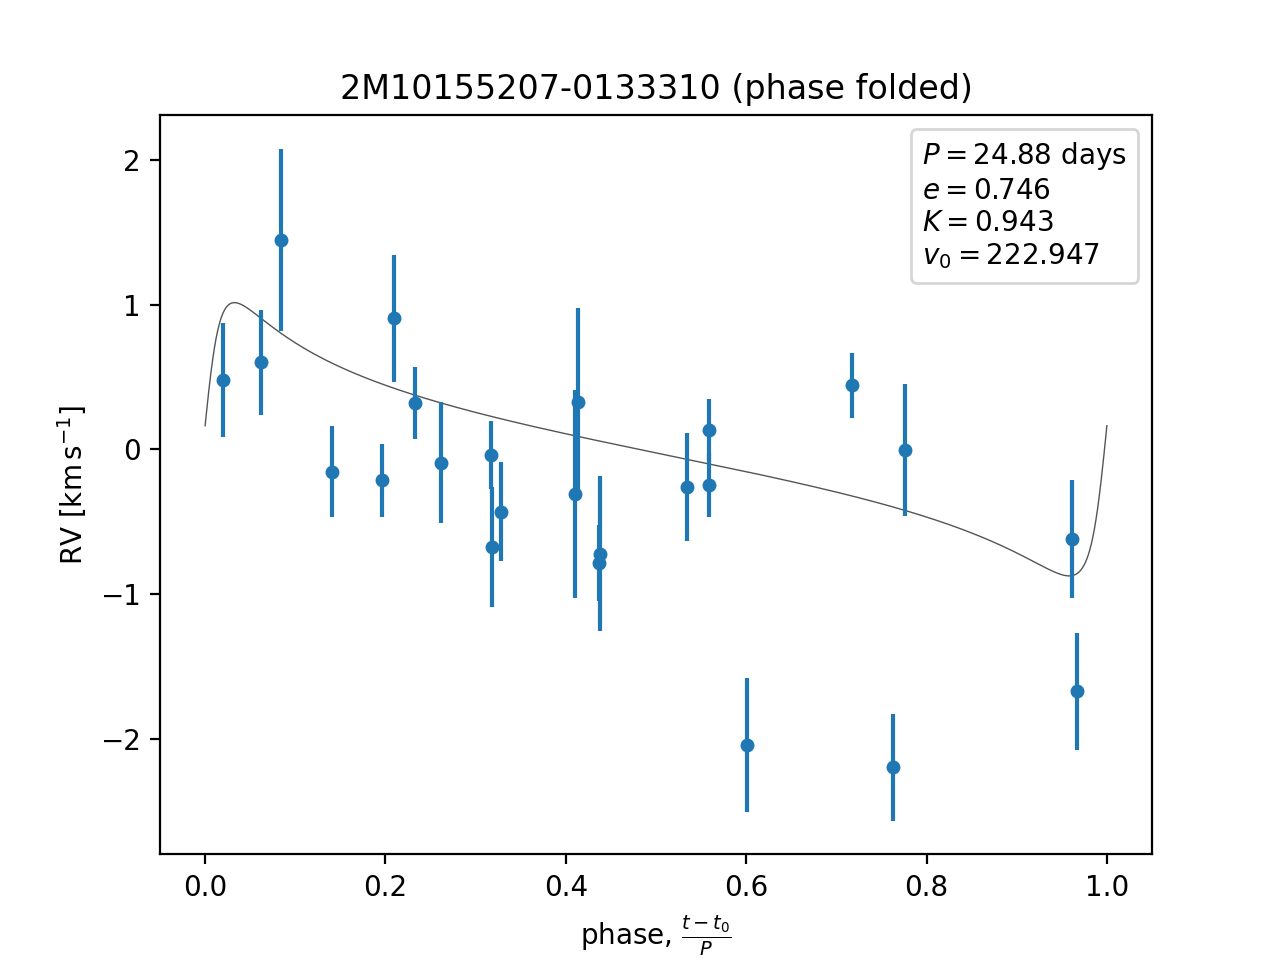 2M10155207-0133310 (phase folded)
P = 24.88 days
e = 0.746
K = 0.943
v₀ = 222.947
RV [km s⁻¹]
2
1
0
−1
−2
0.0 0.2 0.4 0.6 0.8 1.0
phase, (t − t₀)/P